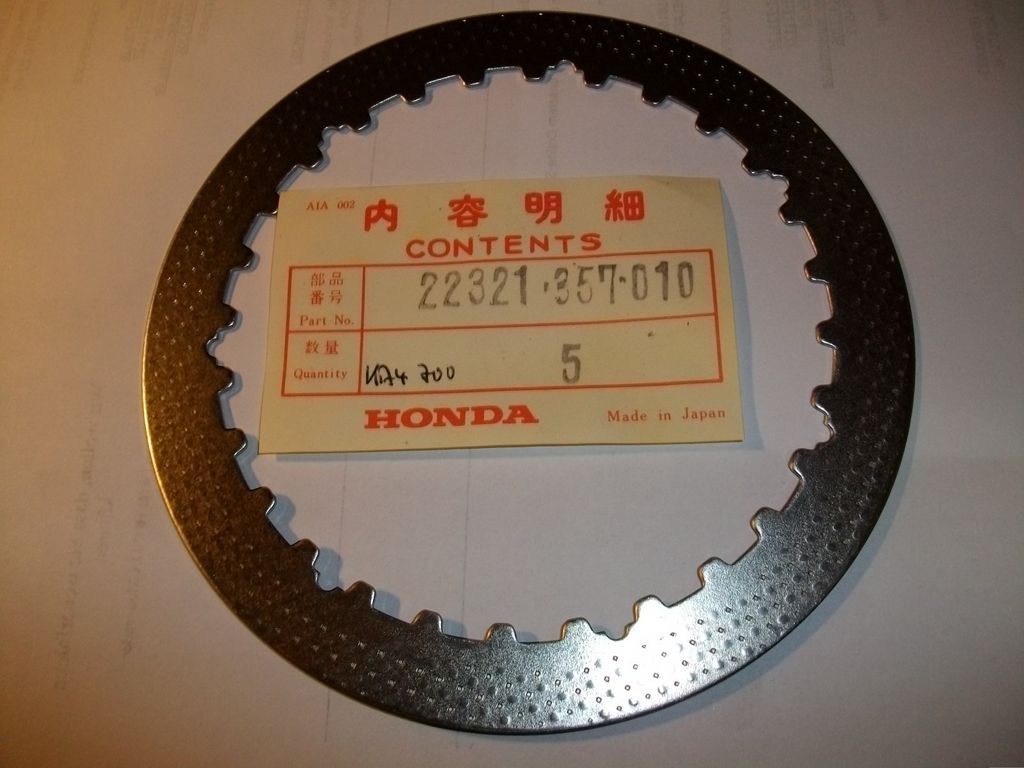 AIA 002
内容明細
CONTENTS
部品
番号
Part No.
22321-357-010
数量
Quantity
5
HONDA
Made in Japan